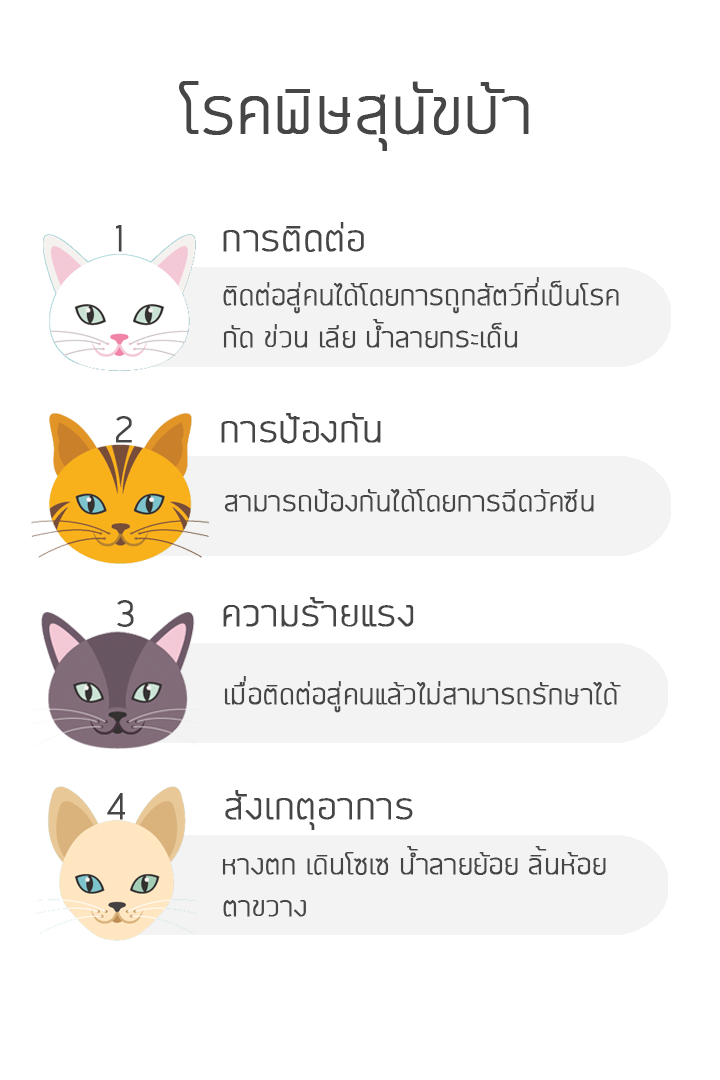 โรคพิษสุนัขบ้า
1
การติดต่อ
ติดต่อสู่คนได้โดยการถูกสัตว์ที่เป็นโรค
กัด ข่วน เลีย น้ำลายกระเด็น
2
การป้องกัน
สามารถป้องกันได้โดยการฉีดวัคซีน
3
ความร้ายแรง
เมื่อติดต่อสู่คนแล้วไม่สามารถรักษาได้
4
สังเกตุอาการ
หางตก เดินโซเซ น้ำลายย้อย ลิ้นห้อย
ตาขวาง